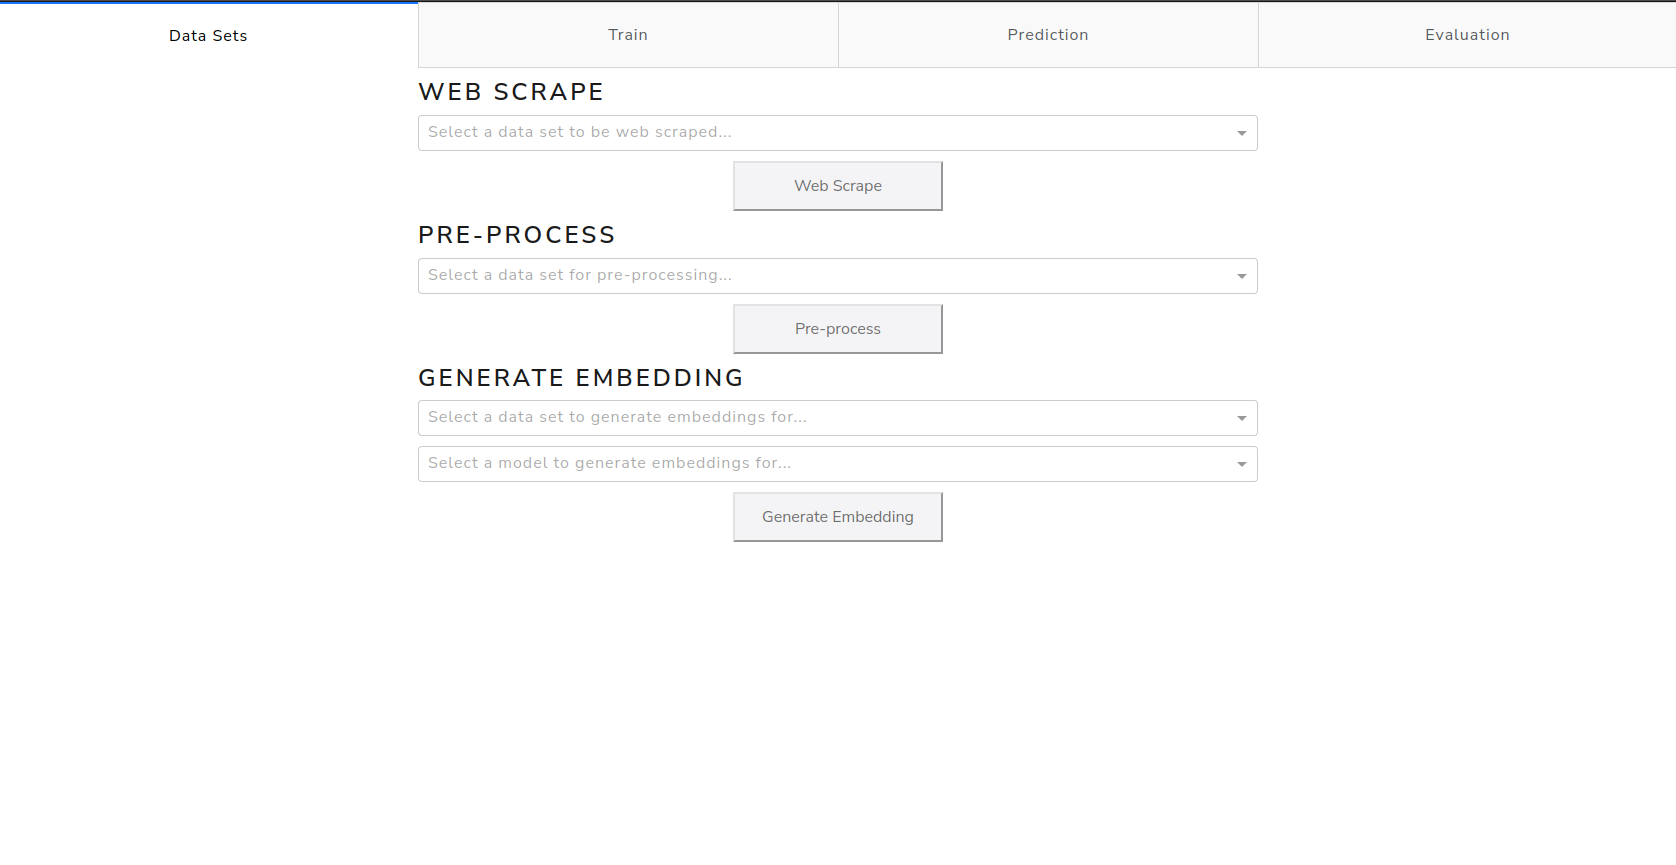 Data Sets
Train
Prediction
Evaluation
WEB SCRAPE
Select a data set to be web scraped...
Web Scrape
PRE-PROCESS
Select a data set for pre-processing...
Pre-process
GENERATE EMBEDDING
Select a data set to generate embeddings for...
Select a model to generate embeddings for...
Generate Embedding